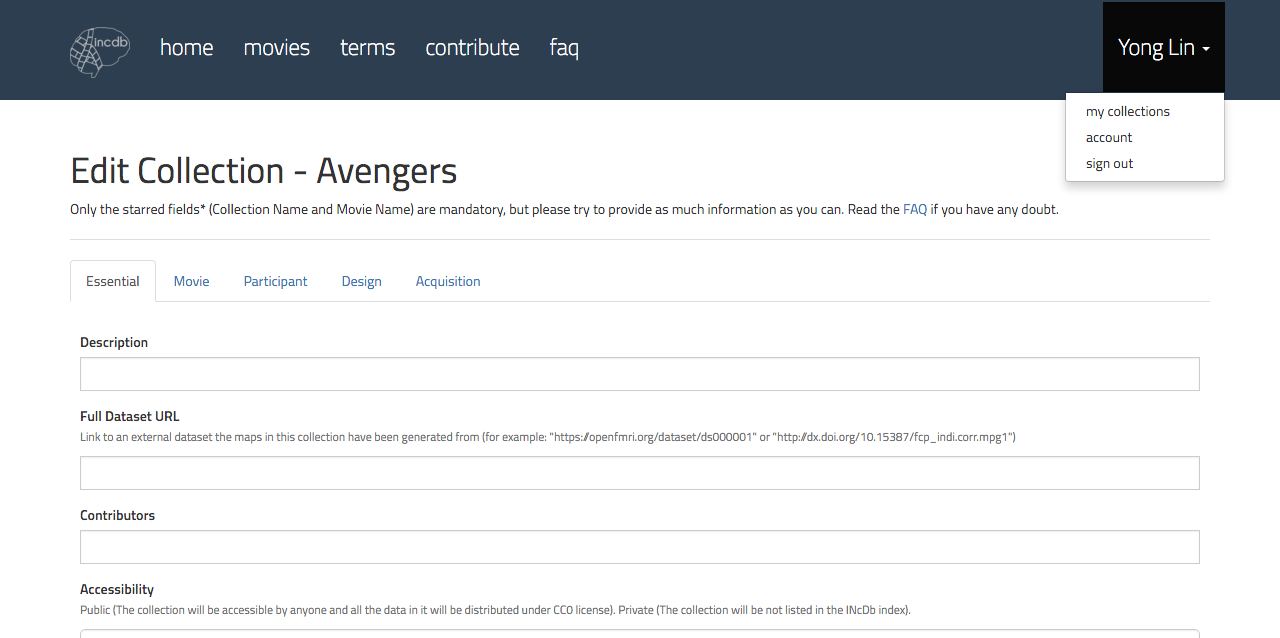 incdb
home
movies
terms
contribute
faq
Yong Lin
my collections
account
sign out
Edit Collection - Avengers
Only the starred fields* (Collection Name and Movie Name) are mandatory, but please try to provide as much information as you can. Read the FAQ if you have any doubt.
Essential
Movie
Participant
Design
Acquisition
Description
Full Dataset URL
Link to an external dataset the maps in this collection have been generated from (for example: "https://openfmri.org/dataset/ds000001" or "http://dx.doi.org/10.15387/fcp_indi.corr.mpg1")
Contributors
Accessibility
Public (The collection will be accessible by anyone and all the data in it will be distributed under CC0 license). Private (The collection will be not listed in the INcDb index).